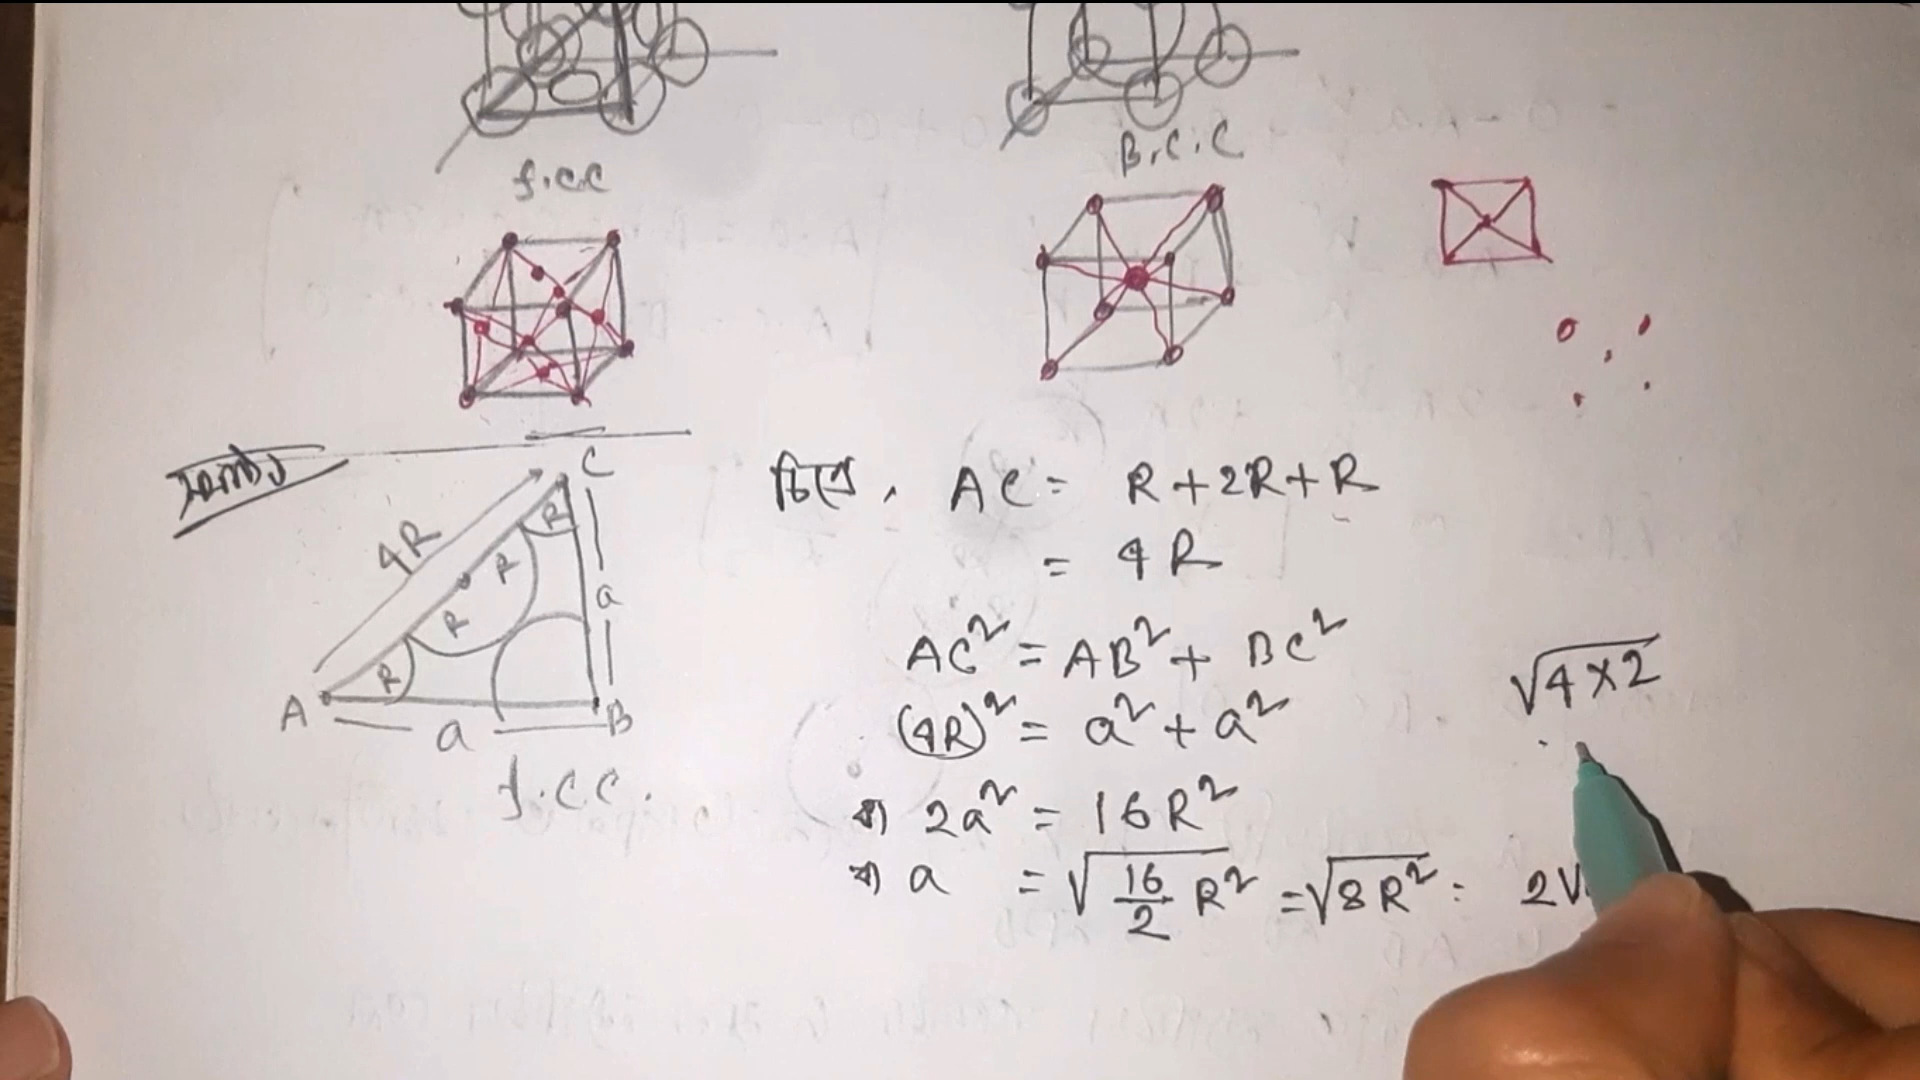 f.cc
B.C.C
C
4R
R
R
R
R
a
A
a
B
f.cc.
চিত্রে, AC = R+2R+R
= 4R
AC² = AB² + BC²
(4R)² = a² + a²
বা 2a² = 16R²
বা a = √16/2 R² = √8R² = 2√
√4×2